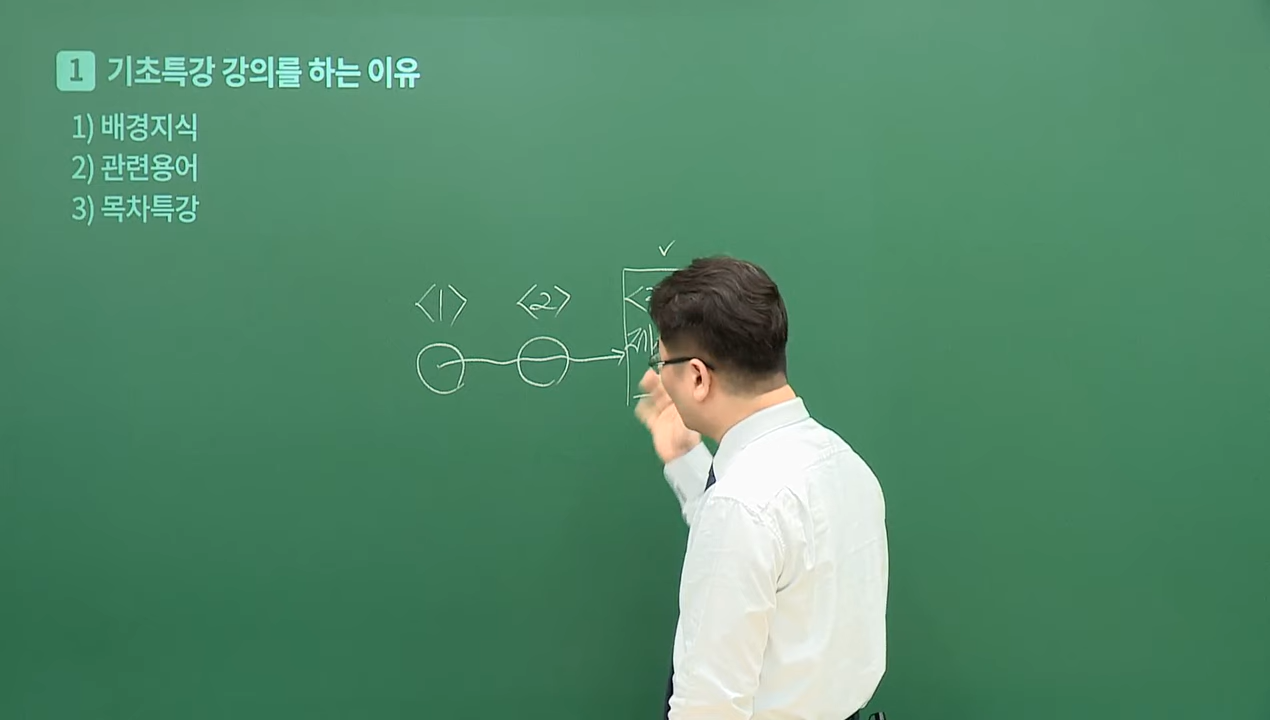 1 기초특강 강의를 하는 이유
1) 배경지식
2) 관련용어
3) 목차특강
<1> <2>